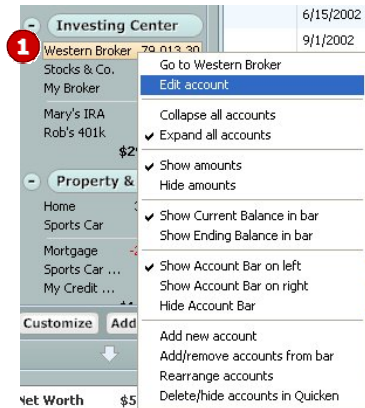 6/15/2002
Investing Center
9/1/2002
1
Western Broker 79,013.30
Stocks & Co.
My Broker
Mary's IRA
Rob's 401k
Property &
Home
Sports Car
Mortgage
Sports Car ...
My Credit ...
Customize Add
Net Worth $5
Go to Western Broker
Edit account
Collapse all accounts
Expand all accounts
Show amounts
Hide amounts
Show Current Balance in bar
Show Ending Balance in bar
Show Account Bar on left
Show Account Bar on right
Hide Account Bar
Add new account
Add/remove accounts from bar
Rearrange accounts
Delete/hide accounts in Quicken